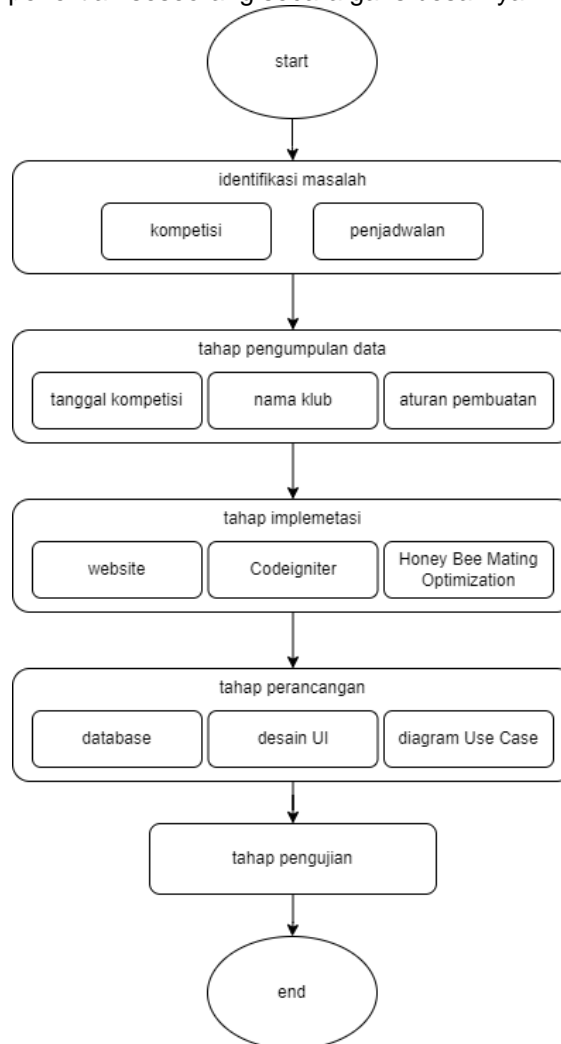 start
identifikasi masalah
kompetisi
penjadwalan
tahap pengumpulan data
tanggal kompetisi
nama klub
aturan pembuatan
tahap implemetasi
website
Codeigniter
Honey Bee Mating
Optimization
tahap perancangan
database
desain UI
diagram Use Case
tahap pengujian
end